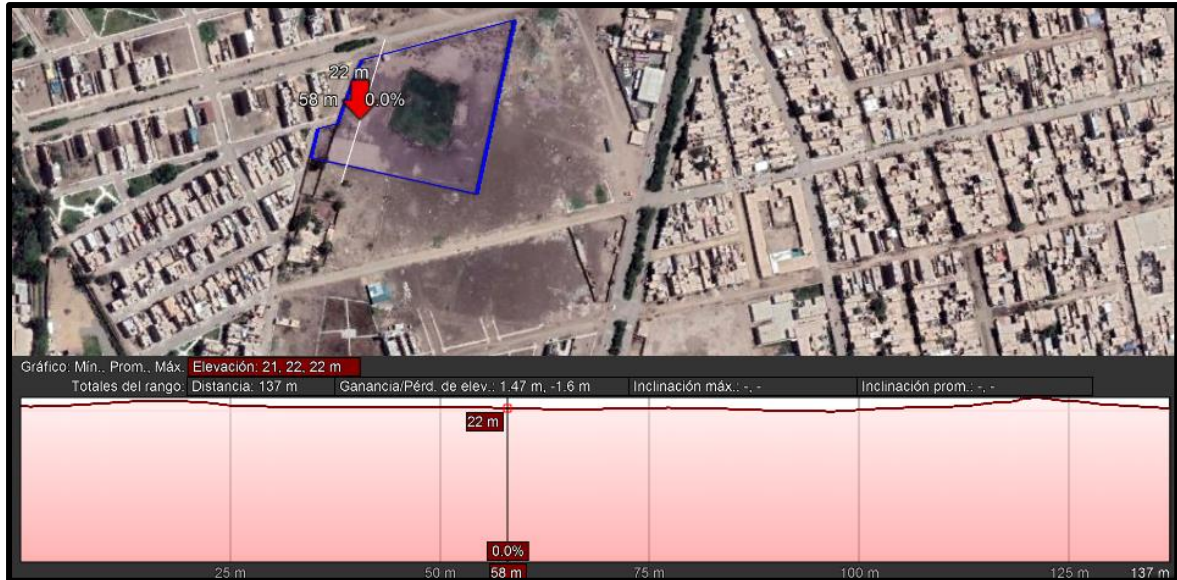 22 m
58 m 0.0%
Gráfico: Mín., Prom., Máx. Elevación: 21, 22, 22 m
Totales del rango: Distancia: 137 m Ganancia/Pérd. de elev.: 1.47 m, -1.6 m Inclinación máx.: -, - Inclinación prom.: -, -
22 m
0.0%
25 m 50 m 58 m 75 m 100 m 125 m 137 m